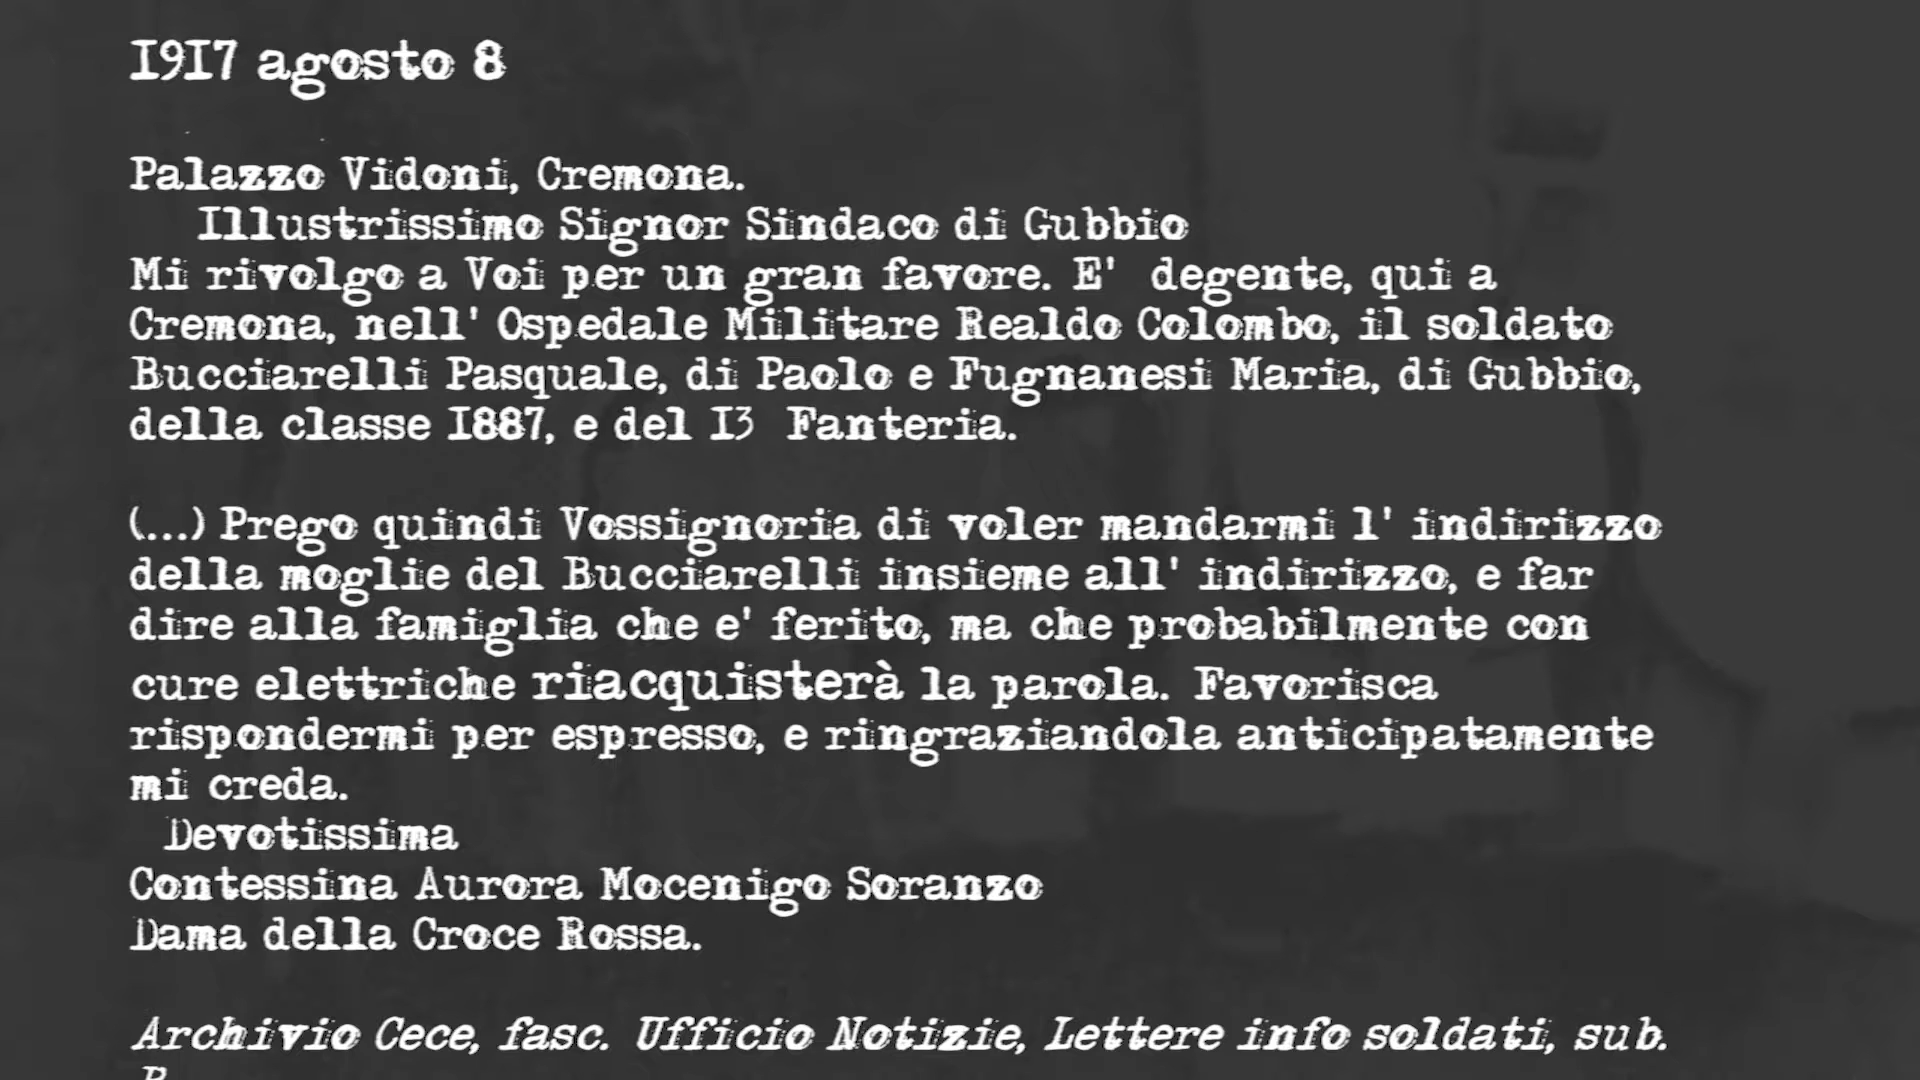 1917 agosto 8
Palazzo Vidoni, Cremona.
Illustrissimo Signor Sindaco di Gubbio
Mi rivolgo a Voi per un gran favore. E' degente, qui a
Cremona, nell' Ospedale Militare Realdo Colombo, il soldato
Bucciarelli Pasquale, di Paolo e Fugnanesi Maria, di Gubbio,
della classe 1887, e del 13 Fanteria.
(...) Prego quindi Vossignoria di voler mandarmi l' indirizzo
della moglie del Bucciarelli insieme all' indirizzo, e far
dire alla famiglia che e' ferito, ma che probabilmente con
cure elettriche riacquisterà la parola. Favorisca
rispondermi per espresso, e ringraziandola anticipatamente
mi creda.
Devotissima
Contessina Aurora Mocenigo Soranzo
Dama della Croce Rossa.
Archivio Cece, fasc. Ufficio Notizie, Lettere info soldati, sub.